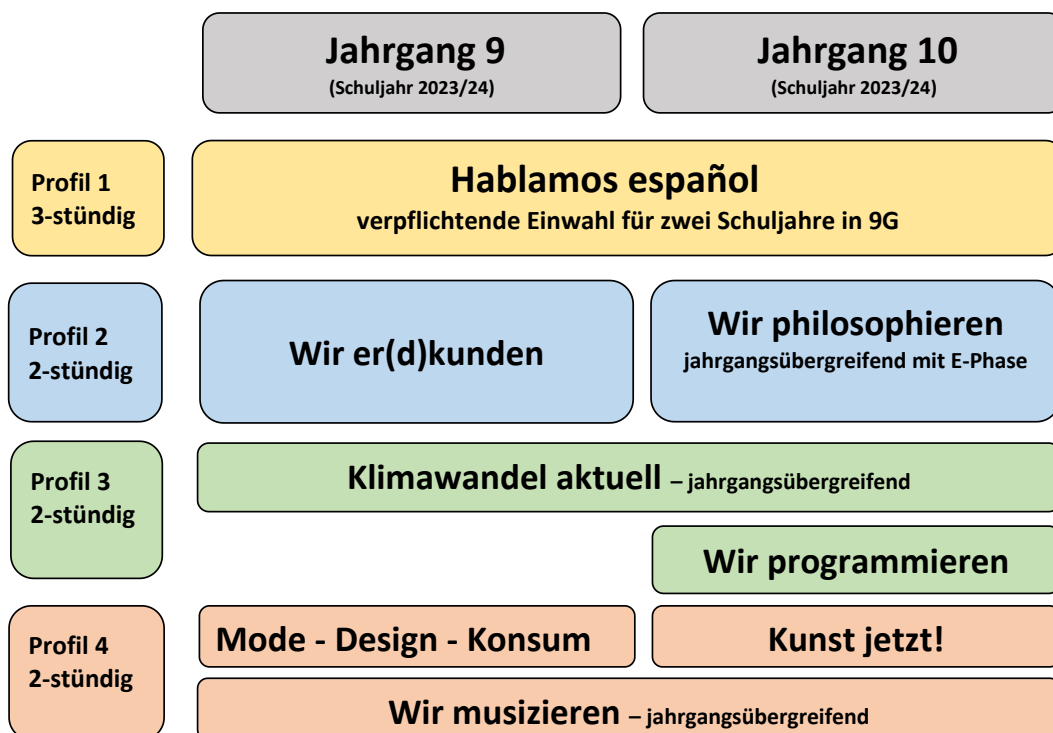 Jahrgang 9
(Schuljahr 2023/24)
Jahrgang 10
(Schuljahr 2023/24)
Profil 1
3-stündig
Hablamos español
verpflichtende Einwahl für zwei Schuljahre in 9G
Profil 2
2-stündig
Wir er(d)kunden
Wir philosophieren
jahrgangsübergreifend mit E-Phase
Profil 3
2-stündig
Klimawandel aktuell – jahrgangsübergreifend
Wir programmieren
Profil 4
2-stündig
Mode - Design - Konsum
Kunst jetzt!
Wir musizieren – jahrgangsübergreifend